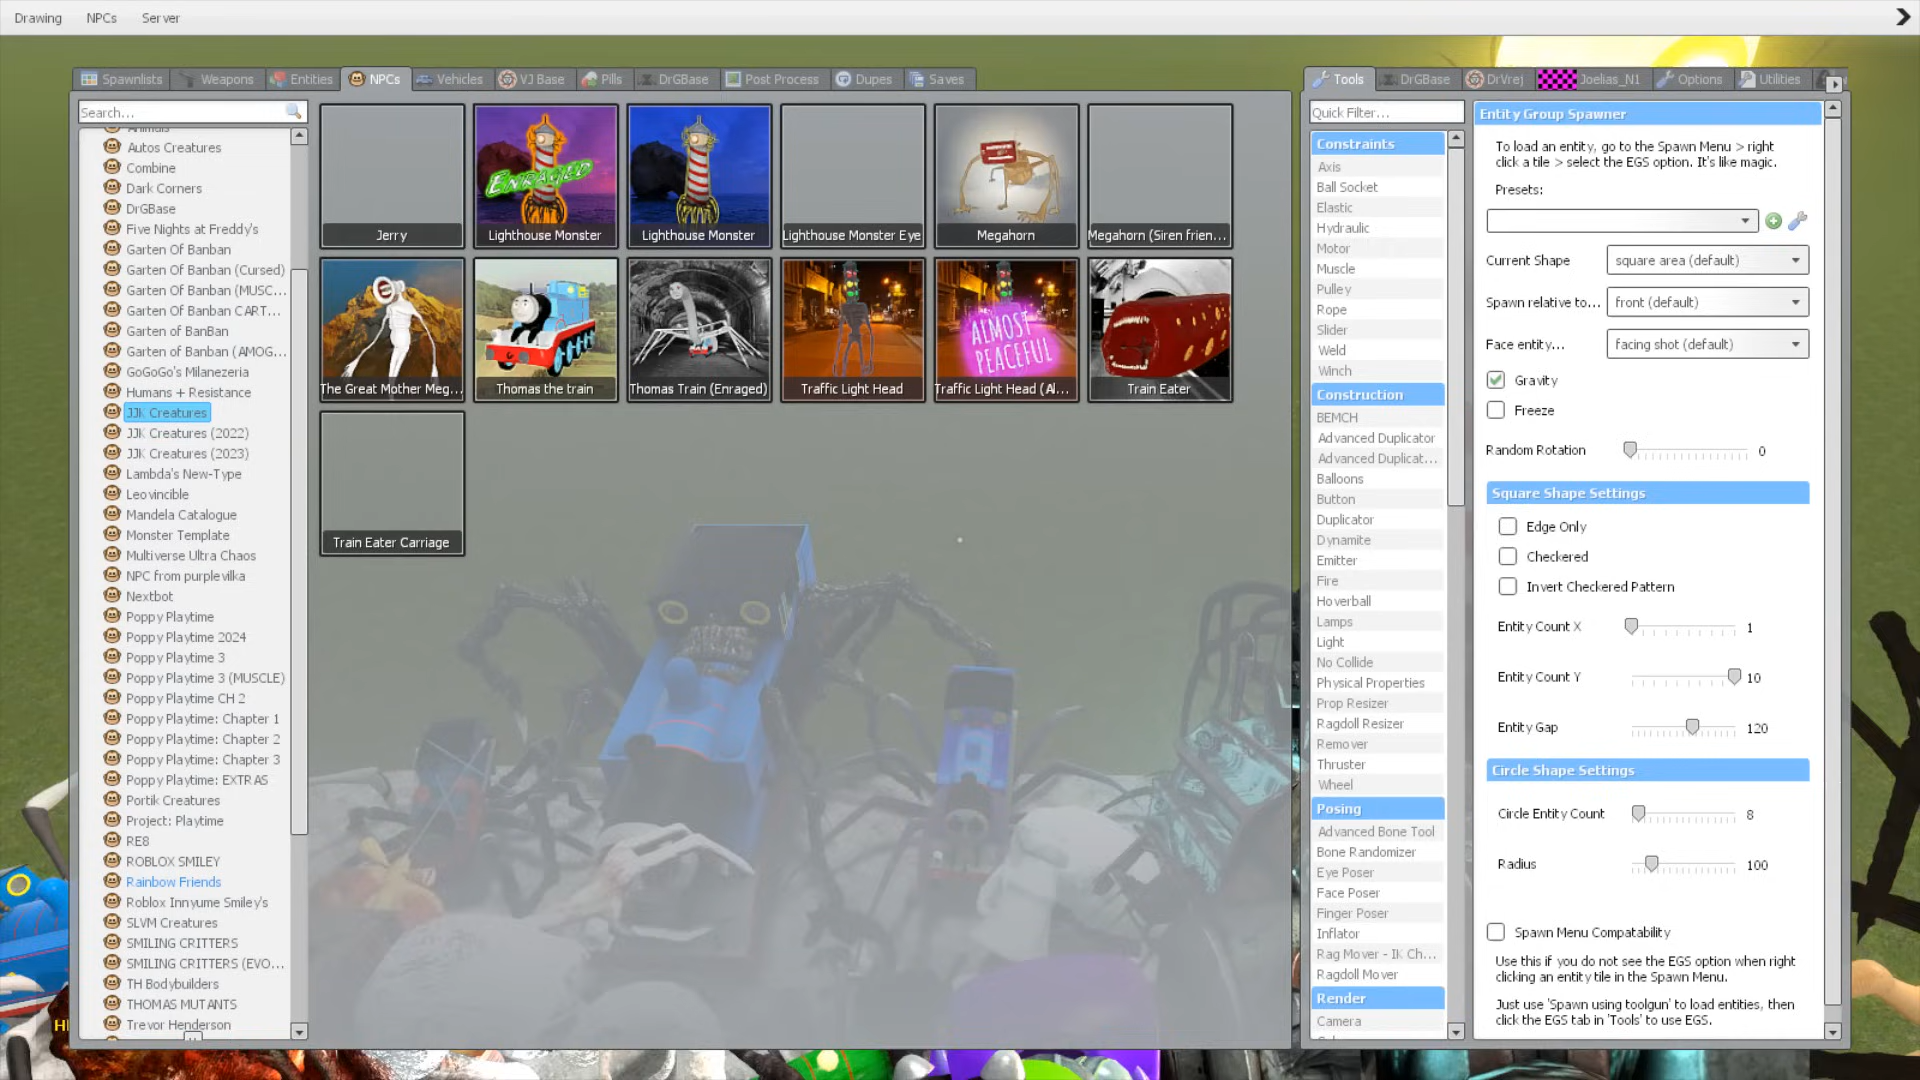 Drawing NPCs Server
Spawnlists Weapons Entities NPCs Vehicles VJ Base Pills DrGBase Post Process Dupes Saves
Search...
Animals
Autos Creatures
Combine
Dark Corners
DrGBase
Five Nights at Freddy's
Garten Of Banban
Garten Of Banban (Cursed)
Garten Of Banban (MUSC...
Garten Of Banban CART...
Garten of BanBan
Garten of Banban (AMOG...
GoGoGo's Milanezeria
Humans + Resistance
JJK Creatures
JJK Creatures (2022)
JJK Creatures (2023)
Lambda's New-Type
Leovincible
Mandela Catalogue
Monster Template
Multiverse Ultra Chaos
NPC from purplevilka
Nextbot
Poppy Playtime
Poppy Playtime 2024
Poppy Playtime 3
Poppy Playtime 3 (MUSCLE)
Poppy Playtime CH 2
Poppy Playtime: Chapter 1
Poppy Playtime: Chapter 2
Poppy Playtime: Chapter 3
Poppy Playtime: EXTRAS
Portik Creatures
Project: Playtime
RE8
ROBLOX SMILEY
Rainbow Friends
Roblox Innyume Smiley's
SLVM Creatures
SMILING CRITTERS
SMILING CRITTERS (EVO...
TH Bodybuilders
THOMAS MUTANTS
Trevor Henderson
ENRAGED
Jerry Lighthouse Monster Lighthouse Monster Lighthouse Monster Eye Megahorn Megahorn (Siren frien...
ALMOST
PEACEFUL
The Great Mother Meg... Thomas the train Thomas Train (Enraged) Traffic Light Head Traffic Light Head (Al... Train Eater
Train Eater Carriage
Tools DrGBase DrVrej Joelias_N1 Options Utilities
Quick Filter...
Constraints
Axis
Ball Socket
Elastic
Hydraulic
Motor
Muscle
Pulley
Rope
Slider
Weld
Winch
Construction
BEMCH
Advanced Duplicator
Advanced Duplicat...
Balloons
Button
Duplicator
Dynamite
Emitter
Fire
Hoverball
Lamps
Light
No Collide
Physical Properties
Prop Resizer
Ragdoll Resizer
Remover
Thruster
Wheel
Posing
Advanced Bone Tool
Bone Randomizer
Eye Poser
Face Poser
Finger Poser
Inflator
Rag Mover - IK Ch...
Ragdoll Mover
Render
Camera
Entity Group Spawner
To load an entity, go to the Spawn Menu > right
click a tile > select the EGS option. It's like magic.
Presets:
Current Shape square area (default)
Spawn relative to... front (default)
Face entity... facing shot (default)
Gravity
Freeze
Random Rotation 0
Square Shape Settings
Edge Only
Checkered
Invert Checkered Pattern
Entity Count X 1
Entity Count Y 10
Entity Gap 120
Circle Shape Settings
Circle Entity Count 8
Radius 100
Spawn Menu Compatability
Use this if you do not see the EGS option when right
clicking an entity tile in the Spawn Menu.
Just use 'Spawn using toolgun' to load entities, then
click the EGS tab in 'Tools' to use EGS.